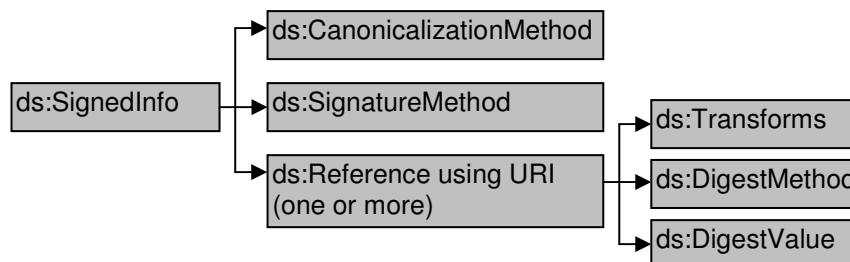 ds:CanonicalizationMethod
ds:SignedInfo
ds:SignatureMethod
ds:Transforms
ds:Reference using URI
(one or more)
ds:DigestMethod
ds:DigestValue